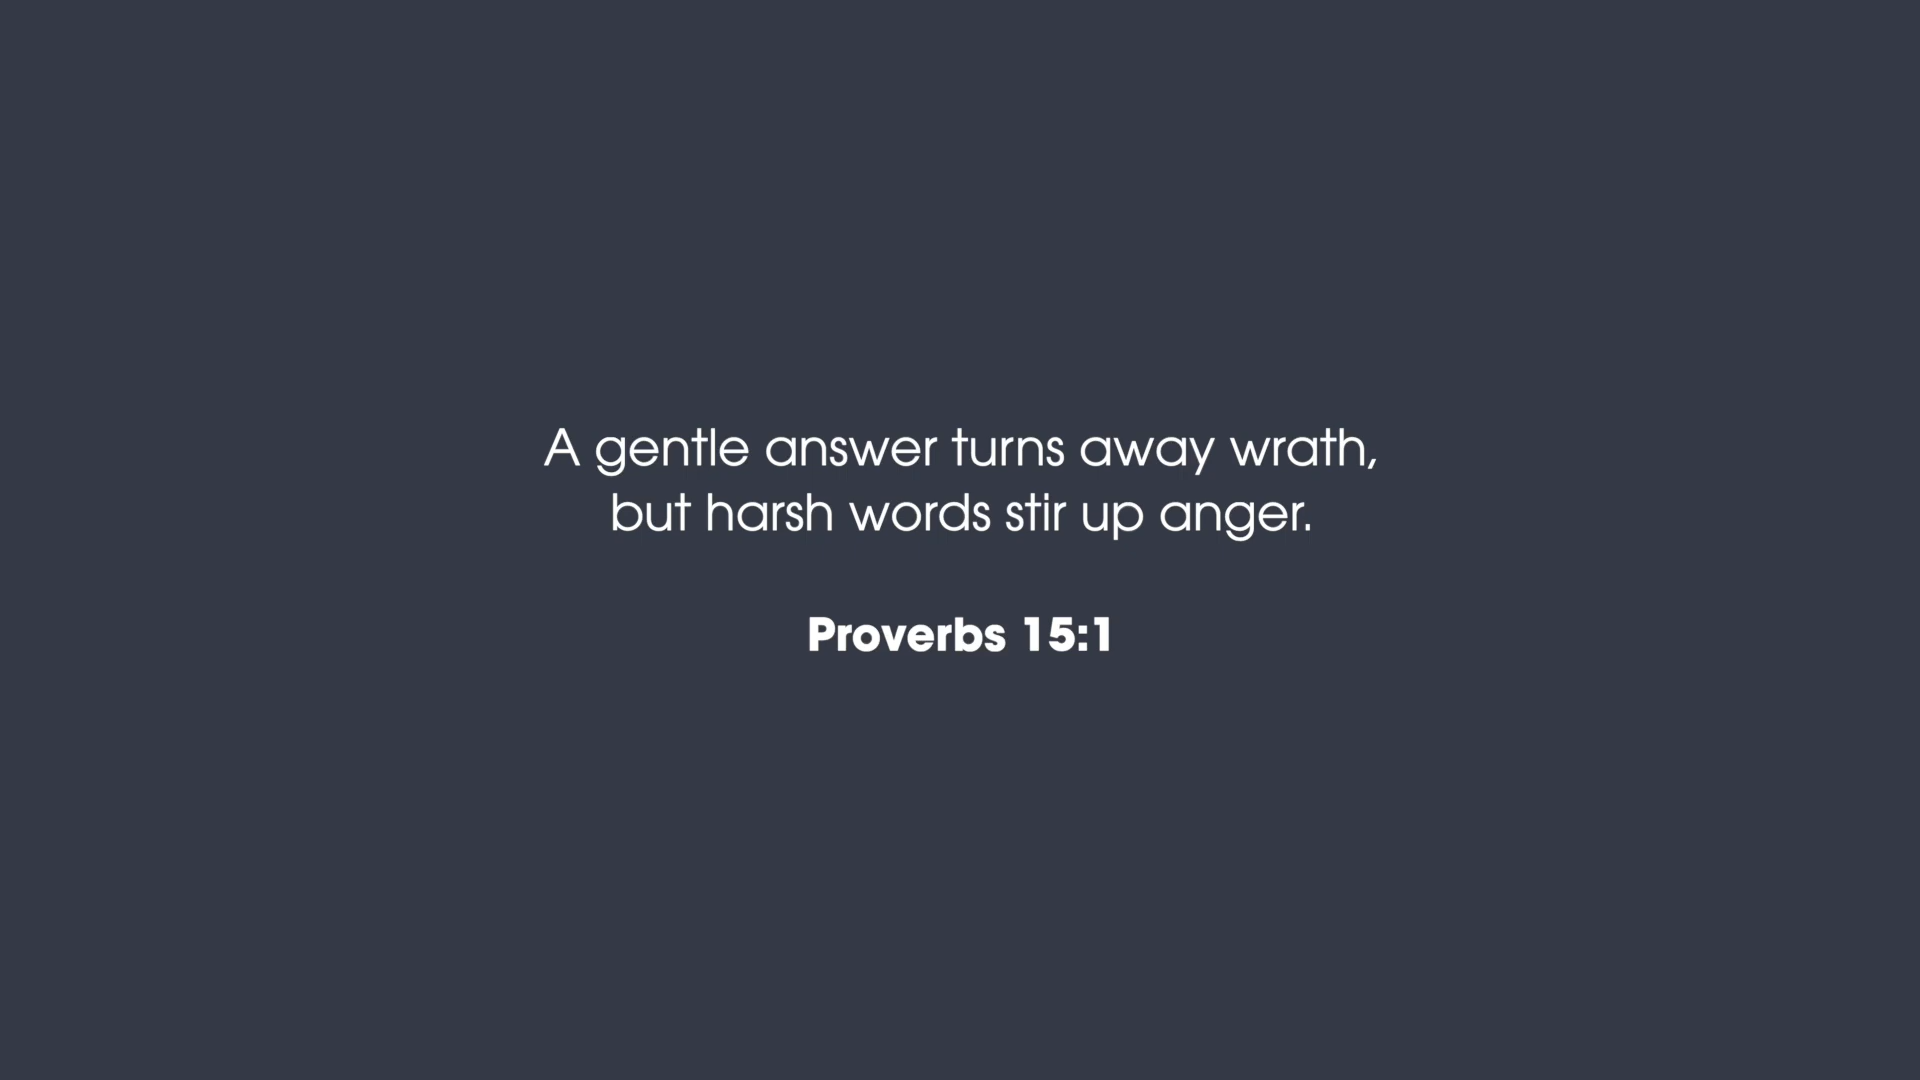 A gentle answer turns away wrath,
but harsh words stir up anger.
Proverbs 15:1